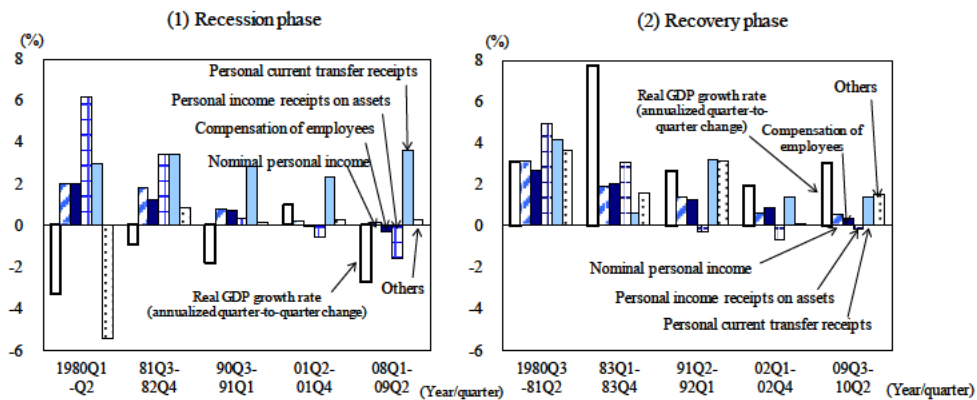 (1) Recession phase
(%)
8
6
4
2
0
-2
-4
-6
Personal current transfer receipts
Personal income receipts on assets
Compensation of employees
Nominal personal income
Real GDP growth rate
(annualized quarter-to-quarter change)
Others
1980Q1
-Q2
81Q3-
82Q4
90Q3-
91Q1
01Q2-
01Q4
08Q1-
09Q2
(Year/quarter)
(2) Recovery phase
(%)
8
6
4
2
0
-2
-4
-6
Real GDP growth rate
(annualized quarter-to-
quarter change)
Others
Compensation of
employees
Nominal personal income
Personal income receipts on assets
Personal current transfer receipts
1980Q3
-81Q2
83Q1-
83Q4
91Q2-
92Q1
02Q1-
02Q4
09Q3-
10Q2
(Year/quarter)